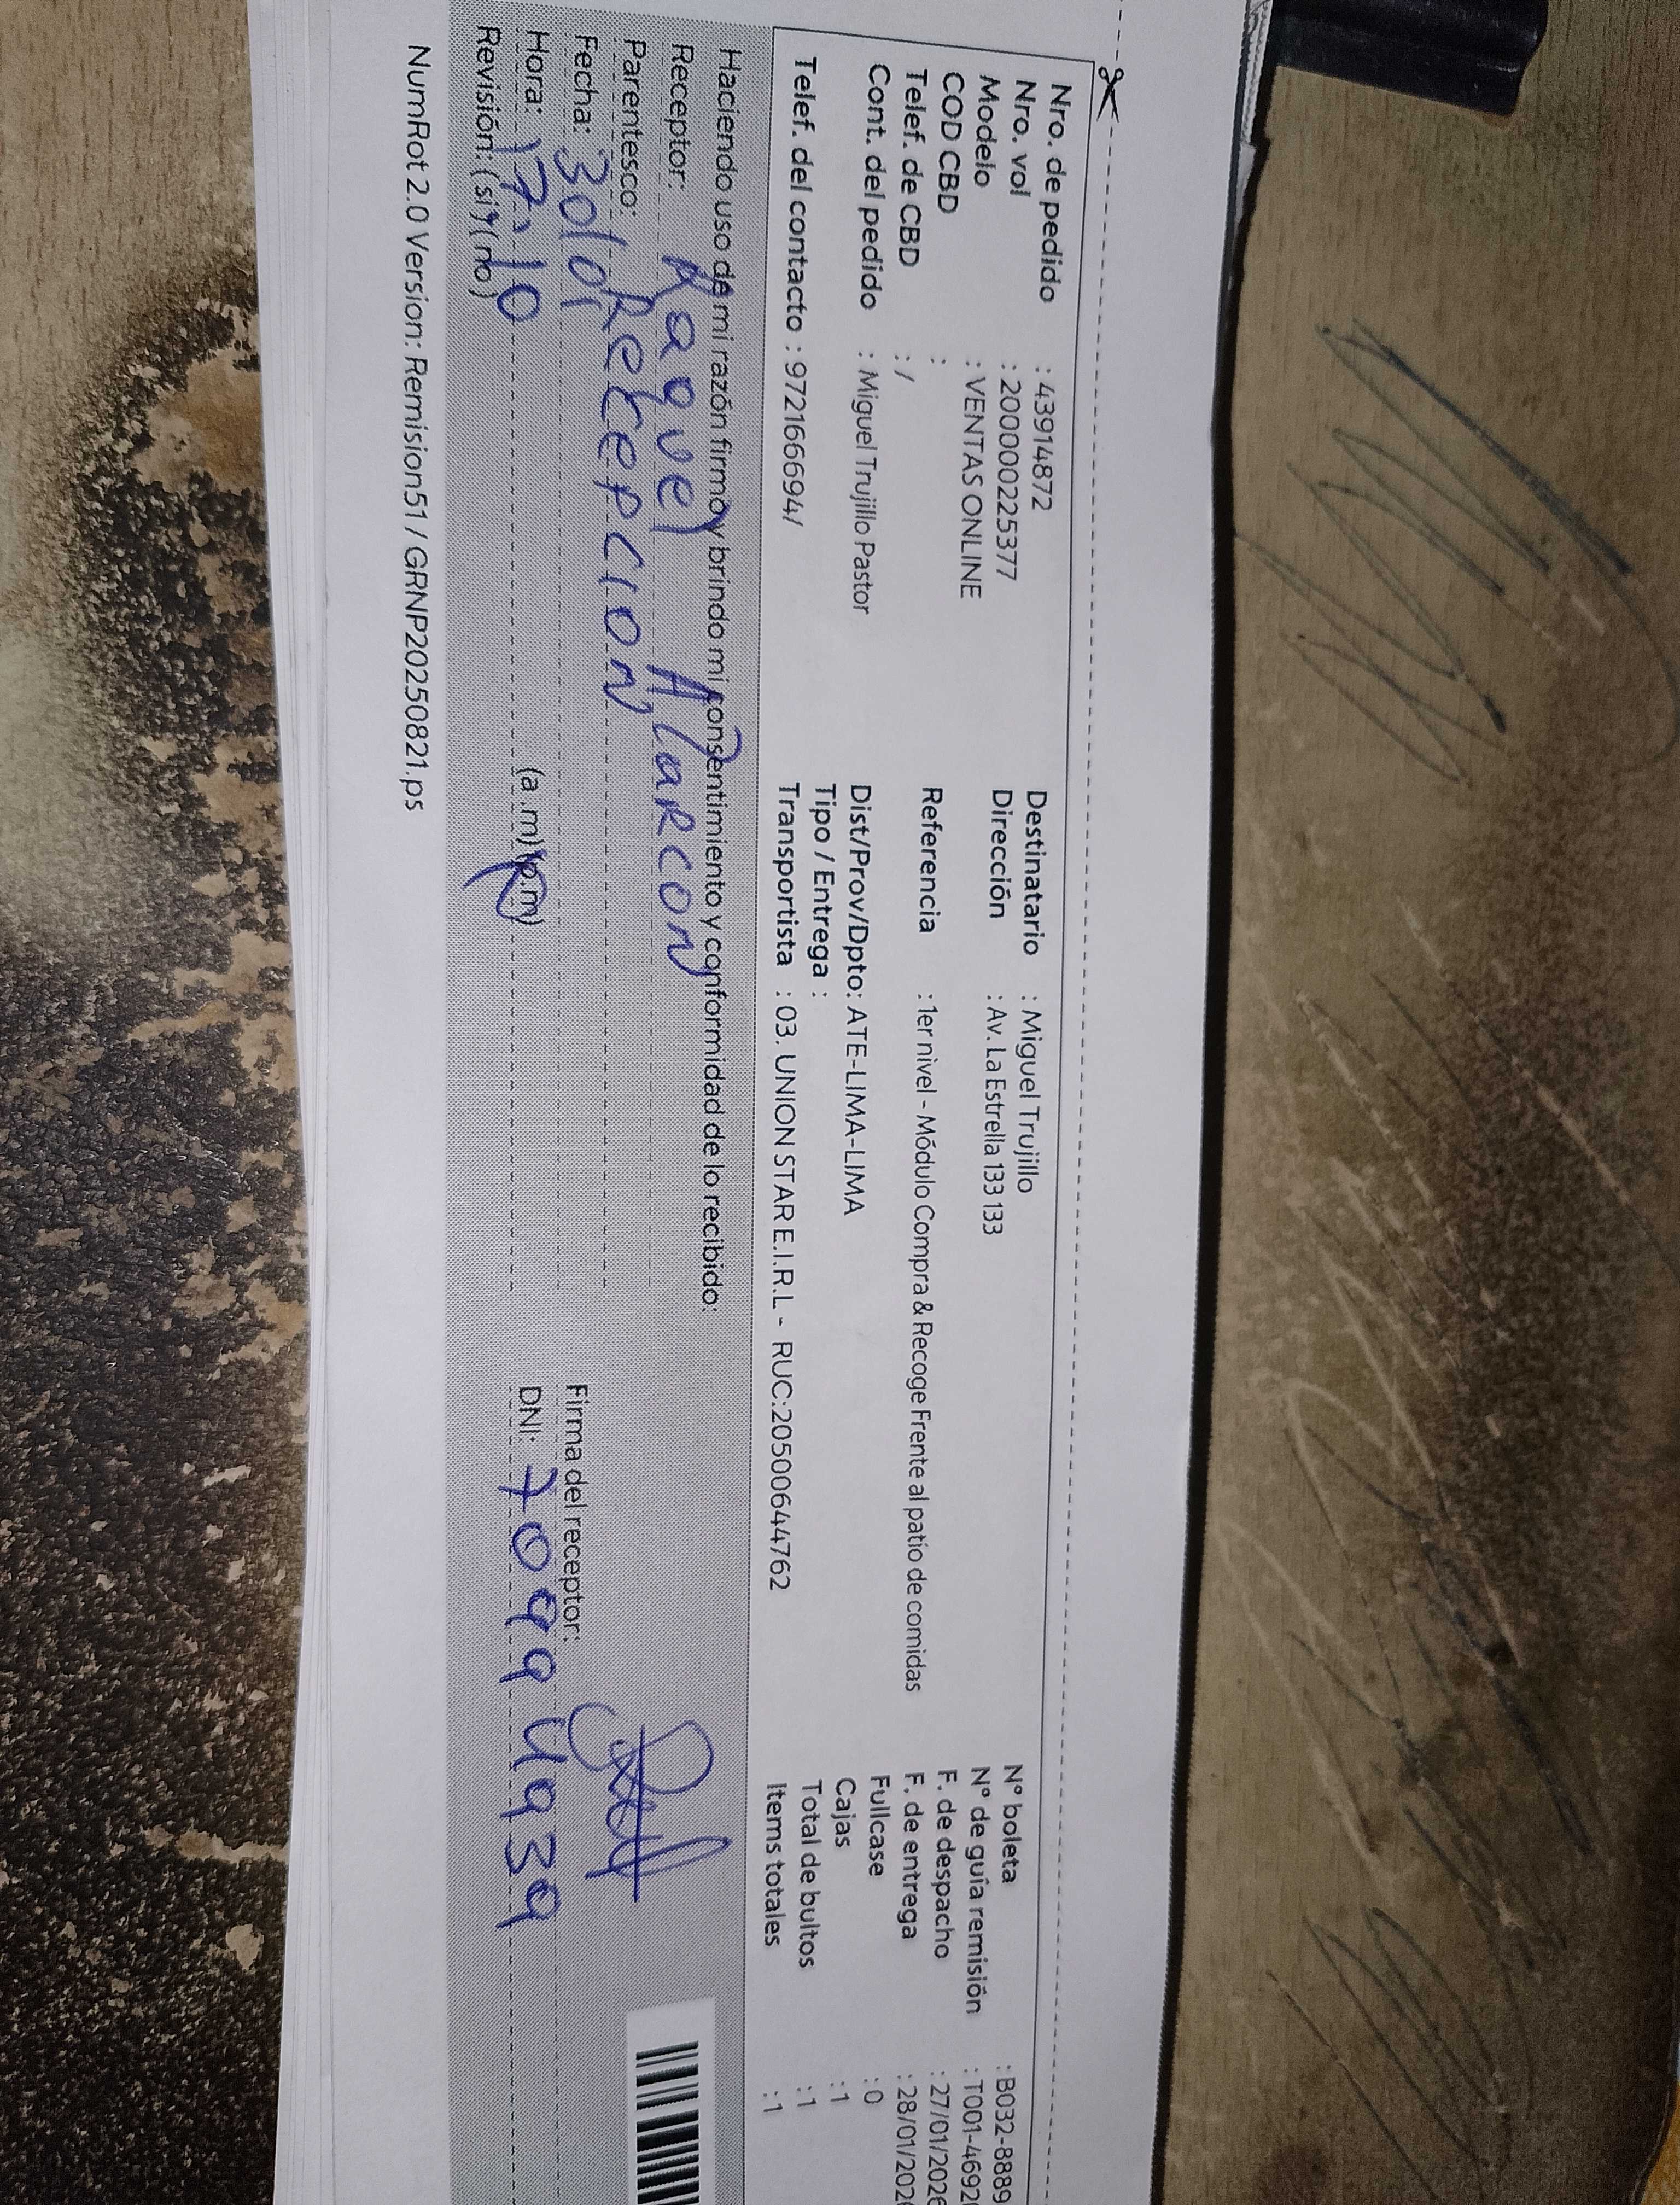 Nro. de pedido : 43914872
Nro. vol : 2000000225377
Modelo : VENTAS ONLINE
COD CBD :
Telef. de CBD : /
Cont. del pedido : Miguel Trujillo Pastor
Telef. del contacto : 972166694/
Destinatario : Miguel Trujillo
Dirección : Av. La Estrella 133 133
Referencia : 1er nivel - Módulo Compra & Recoge Frente al patio de comidas
Dist/Prov/Dpto: ATE-LIMA-LIMA
Tipo / Entrega :
Transportista : 03. UNION STAR E.I.R.L - RUC:20500644762
N° boleta : B032-8889
N° de guía remisión : T001-4692
F. de despacho : 27/01/2026
F. de entrega : 28/01/202
Fullcase : 0
Cajas : 1
Total de bultos : 1
Items totales : 1
Haciendo uso de mi razón firmo y brindo mi consentimiento y conformidad de lo recibido:
Receptor: Raquel Alarcon
Parentesco: Rekepcion
Fecha: 30/01
Hora: 17:10 (a.m) (p.m)
Revisión: (si) (no)
Firma del receptor:
DNI: 70994939
NumRot 2.0 Version: Remision51 / GRNP20250821.ps